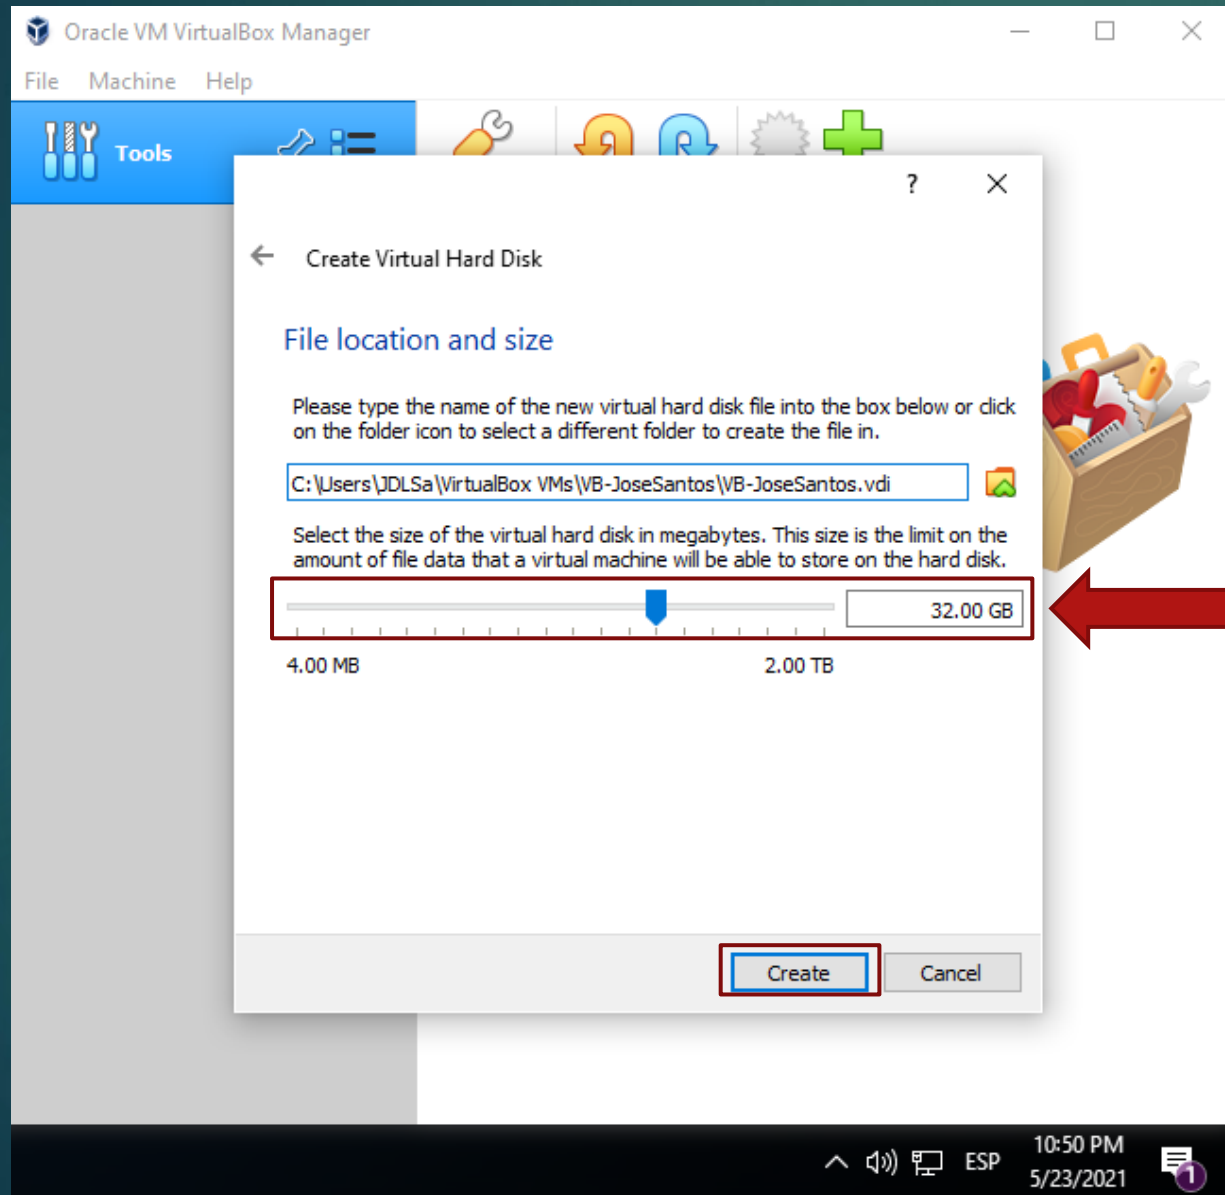 Oracle VM VirtualBox Manager
File Machine Help
Tools
?
Create Virtual Hard Disk
File location and size
Please type the name of the new virtual hard disk file into the box below or click
on the folder icon to select a different folder to create the file in.
C:\Users\JDLSa\VirtualBox VMs\VB-JoseSantos\VB-JoseSantos.vdi
Select the size of the virtual hard disk in megabytes. This size is the limit on the
amount of file data that a virtual machine will be able to store on the hard disk.
32.00 GB
4.00 MB 2.00 TB
Create Cancel
ESP
10:50 PM
5/23/2021
1